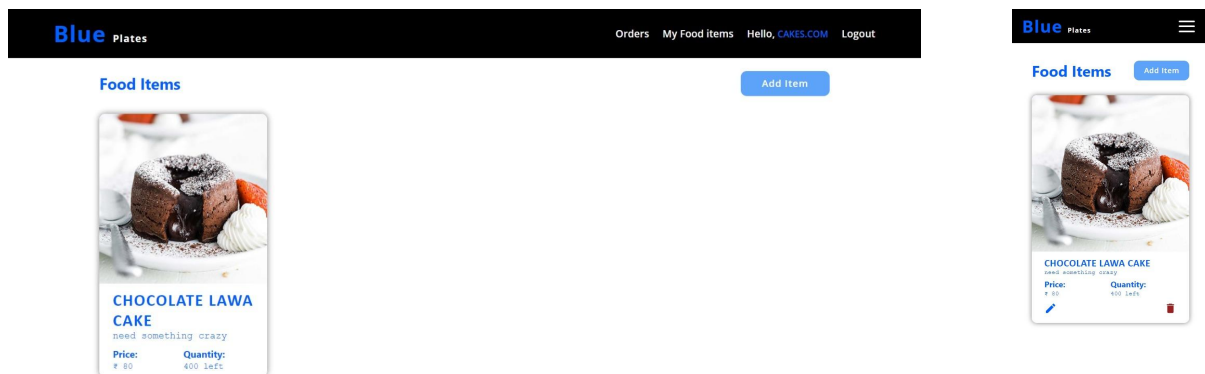 Blue Plates
Orders My Food items Hello, CAKES.COM Logout
Food Items
Add Item
CHOCOLATE LAWA
CAKE
need something crazy
Price: Quantity:
₹ 80 400 left
Blue Plates
Food Items
Add Item
CHOCOLATE LAWA CAKE
need something crazy
Price: Quantity:
₹ 80 400 left